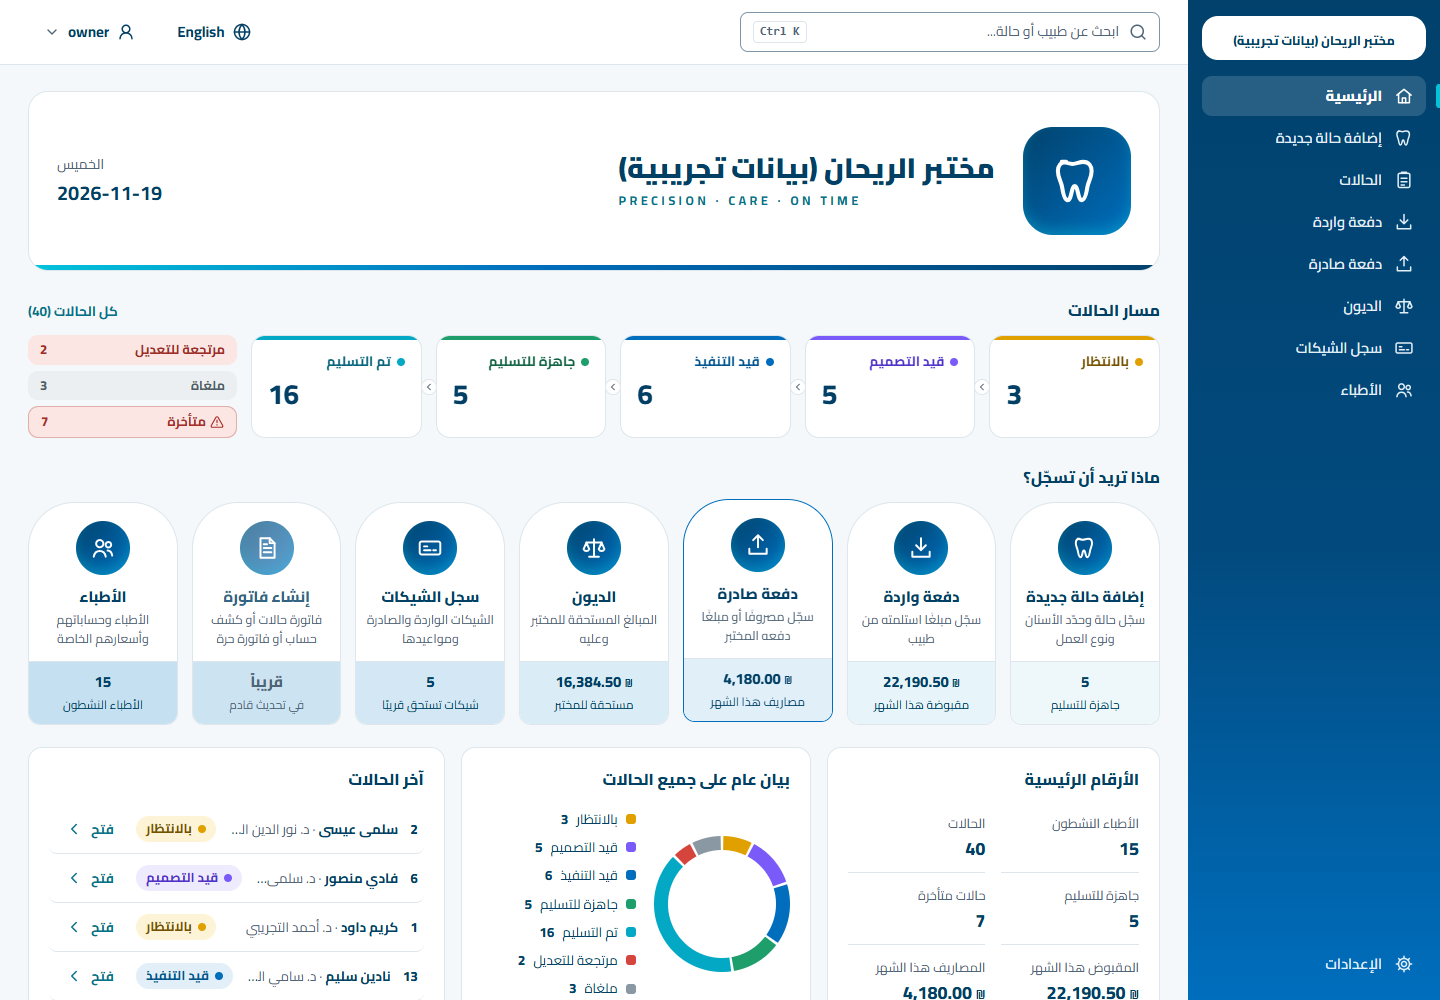 مختبر الريحان (بيانات تجريبية)
الرئيسية
إضافة حالة جديدة
الحالات
دفعة واردة
دفعة صادرة
الديون
سجل الشيكات
الأطباء
الإعدادات
ابحث عن طبيب أو حالة...
Ctrl K
English
owner
مختبر الريحان (بيانات تجريبية)
PRECISION · CARE · ON TIME
الخميس
2026-11-19
مسار الحالات
كل الحالات (40)
بالانتظار
3
قيد التصميم
5
قيد التنفيذ
6
جاهزة للتسليم
5
تم التسليم
16
مرتجعة للتعديل 2
ملغاة 3
متأخرة 7
ماذا تريد أن تسجّل؟
إضافة حالة جديدة
سجّل حالة وحدّد الأسنان
ونوع العمل
5
جاهزة للتسليم
دفعة واردة
سجّل مبلغًا استلمته من
طبيب
₪ 22,190.50
مقبوضة هذا الشهر
دفعة صادرة
سجّل مصروفًا أو مبلغًا
دفعه المختبر
₪ 4,180.00
مصاريف هذا الشهر
الديون
المبالغ المستحقة للمختبر
وعليه
₪ 16,384.50
مستحقة للمختبر
سجل الشيكات
الشيكات الواردة والصادرة
ومواعيدها
5
شيكات تستحق قريبًا
إنشاء فاتورة
فاتورة حالات أو كشف
حساب أو فاتورة حرة
قريباً
في تحديث قادم
الأطباء
الأطباء وحساباتهم
وأسعارهم الخاصة
15
الأطباء النشطون
الأرقام الرئيسية
الأطباء النشطون
15
الحالات
40
جاهزة للتسليم
5
حالات متأخرة
7
المقبوض هذا الشهر
₪ 22,190.50
المصاريف هذا الشهر
₪ 4,180.00
بيان عام على جميع الحالات
بالانتظار 3
قيد التصميم 5
قيد التنفيذ 6
جاهزة للتسليم 5
تم التسليم 16
مرتجعة للتعديل 2
ملغاة 3
آخر الحالات
2 سلمى عيسى · د. نور الدين الـ... بالانتظار فتح
6 فادي منصور · د. سلمى... قيد التصميم فتح
1 كريم داود · د. أحمد التجريبي بالانتظار فتح
13 نادين سليم · د. سامي الـ... قيد التنفيذ فتح